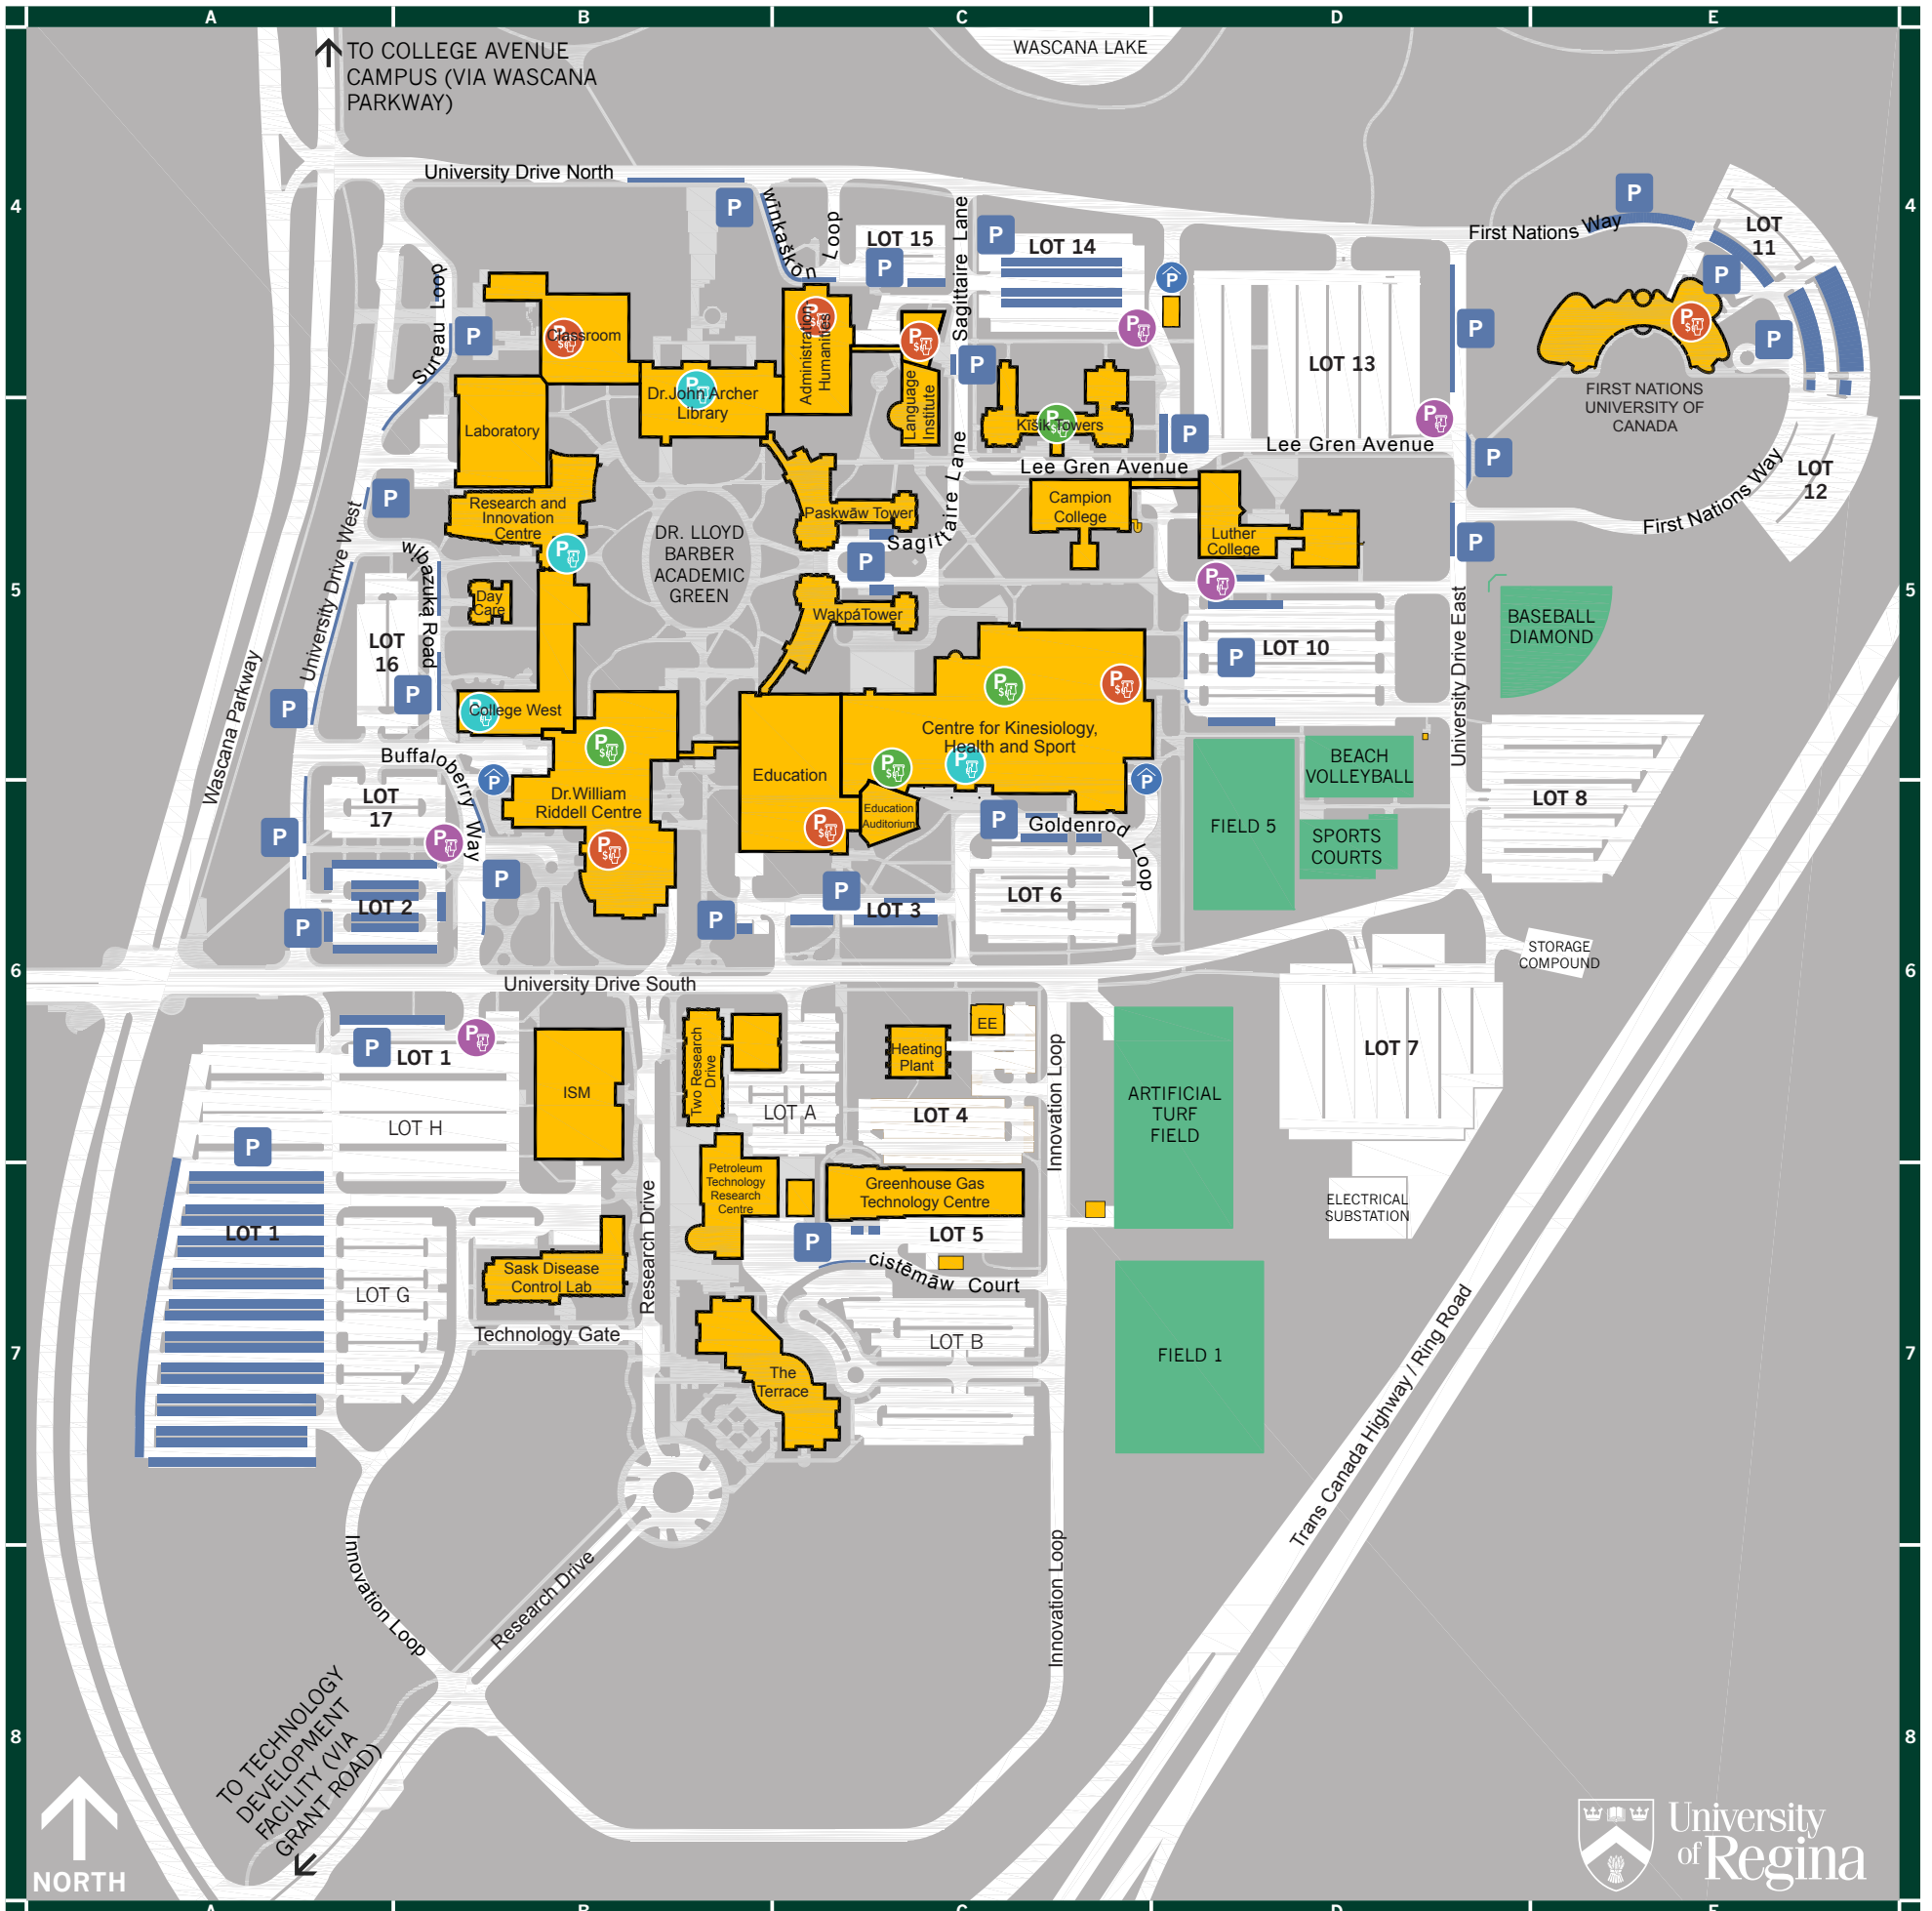 A B C D E
WASCANA LAKE
TO COLLEGE AVENUE
CAMPUS (VIA WASCANA
PARKWAY)
University Drive North
4
4
P
P
wīnkaškōn Loop
LOT 15
P
Sagittaire Lane
P
LOT 14
P
First Nations Way
LOT
11
P
Sureau Loop
P
Classroom
P$
Administration
Humanities
P$
P$
P
P
LOT 13
P
P$
P
FIRST NATIONS
UNIVERSITY OF
CANADA
Dr.John Archer
Library
P
Language
Institute
Kīšik Towers
P$
P
P
Lee Gren Avenue
Lee Gren Avenue
P
LOT
12
First Nations Way
Laboratory
P
Research and
Innovation
Centre
P
DR. LLOYD
BARBER
ACADEMIC
GREEN
Paskwāw Tower
Sagittaire Lane
P
Campion
College
Luther
College
P
P
University Drive West
wíbazuka Road
Day
Care
WakpáTower
5
5
BASEBALL
DIAMOND
University Drive East
LOT
16
P
P
LOT 10
P
Wascana Parkway
College West
P
P$
P$
P$
Centre for Kinesiology,
Health and Sport
P$
P
Buffaloberry Way
P
Education
P$
Education
Auditorium
P
BEACH
VOLLEYBALL
LOT 8
LOT
17
P
P
Dr.William
Riddell Centre
P$
P
Goldenrod Loop
FIELD 5
SPORTS
COURTS
P
LOT 2
P
P
P
LOT 3
LOT 6
STORAGE
COMPOUND
6
6
University Drive South
P
LOT 1
P
ISM
Two Research
Drive
Heating
Plant
EE
LOT 7
LOT H
LOT A
LOT 4
Innovation Loop
ARTIFICIAL
TURF
FIELD
P
LOT 1
Petroleum
Technology
Research
Centre
Greenhouse Gas
Technology Centre
ELECTRICAL
SUBSTATION
Research Drive
P
LOT 5
cistēmāw Court
Sask Disease
Control Lab
LOT G
Technology Gate
LOT B
7
7
The
Terrace
FIELD 1
Trans Canada Highway / Ring Road
Innovation Loop
Research Drive
Innovation Loop
TO TECHNOLOGY
DEVELOPMENT
FACILITY (VIA
GRANT ROAD)
8
8
NORTH
University
of Regina
A B C D E